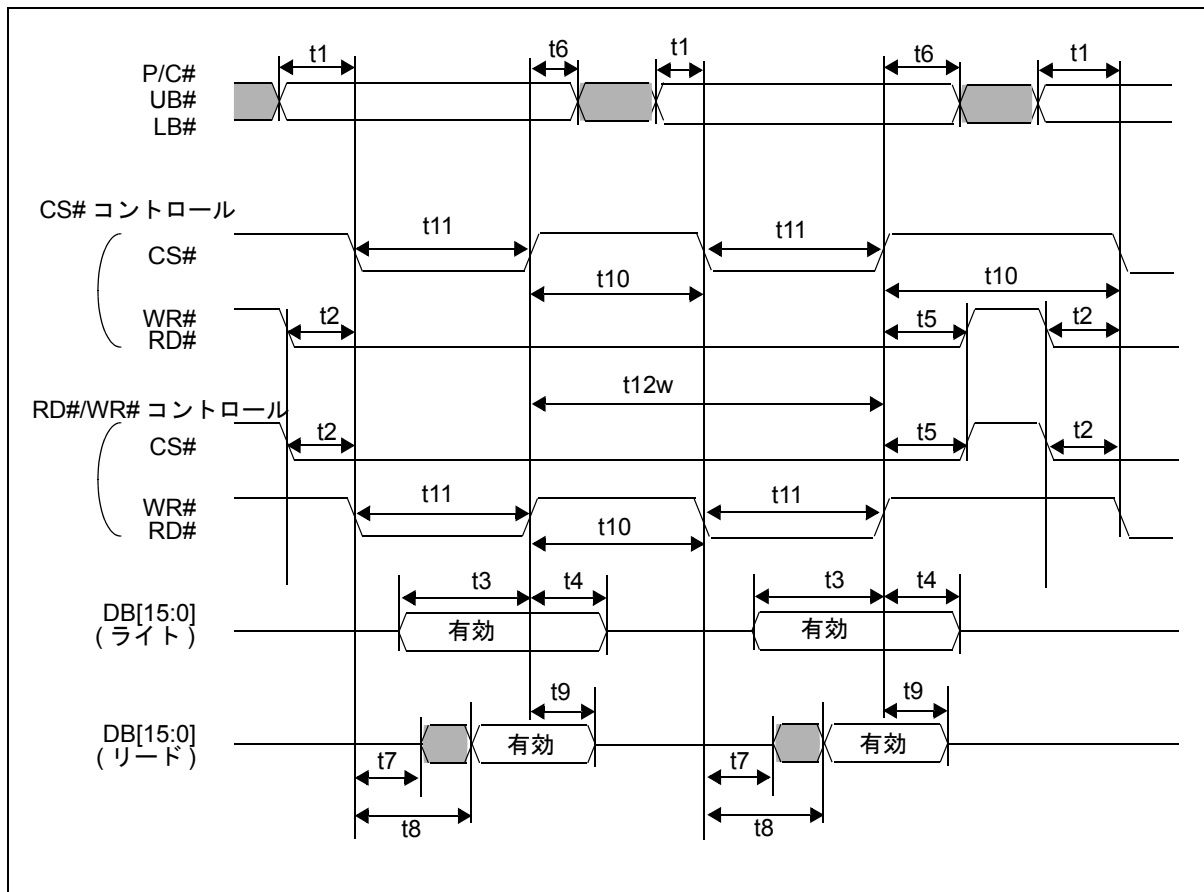 t1 t6 t1 t6 t1
P/C#
UB#
LB#
CS# コントロール
t11 t11
CS#
t10 t10
WR#
RD#
t2 t5 t2
t12w
RD#/WR# コントロール
t2 t5 t2
CS#
t11 t11
WR#
RD#
t10
t3 t4 t3 t4
DB[15:0]
( ライト )
有効 有効
t9 t9
DB[15:0]
( リード )
有効 有効
t7 t7
t8 t8